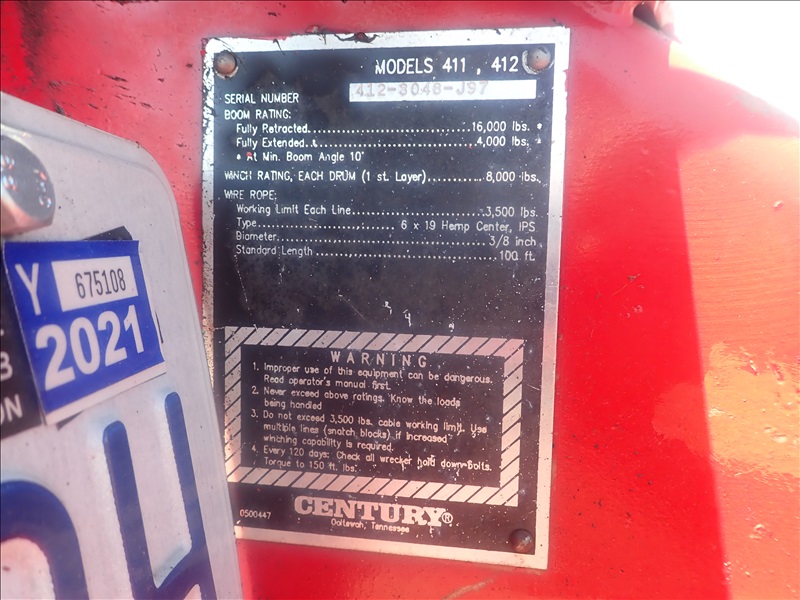 MODELS 411 , 412
SERIAL NUMBER 412-3048-J97
BOOM RATING:
Fully Retracted..................................16,000 lbs. *
Fully Extended..................................4,000 lbs. *
* At Min. Boom Angle 10°
WINCH RATING, EACH DRUM (1 st. Layer)............8,000 lbs.
WIRE ROPE:
Working Limit Each Line...........................3,500 lbs.
Type............................ 6 x 19 Hemp Center, IPS
Diameter............................................3/8 inch
Standard Length.......................................100 ft.
WARNING
1. Improper use of this equipment can be dangerous.
Read operator's manual first.
2. Never exceed above ratings. Know the loads
being handled
3. Do not exceed 3,500 lbs. cable working limit. Use
multiple lines (snatch blocks) if increased
winching capability is required.
4. Every 120 days: Check all wrecker hold down bolts.
Torque to 150 ft. lbs.
0500447
CENTURY®
Ooltewah, Tennessee
Y 675108
2021